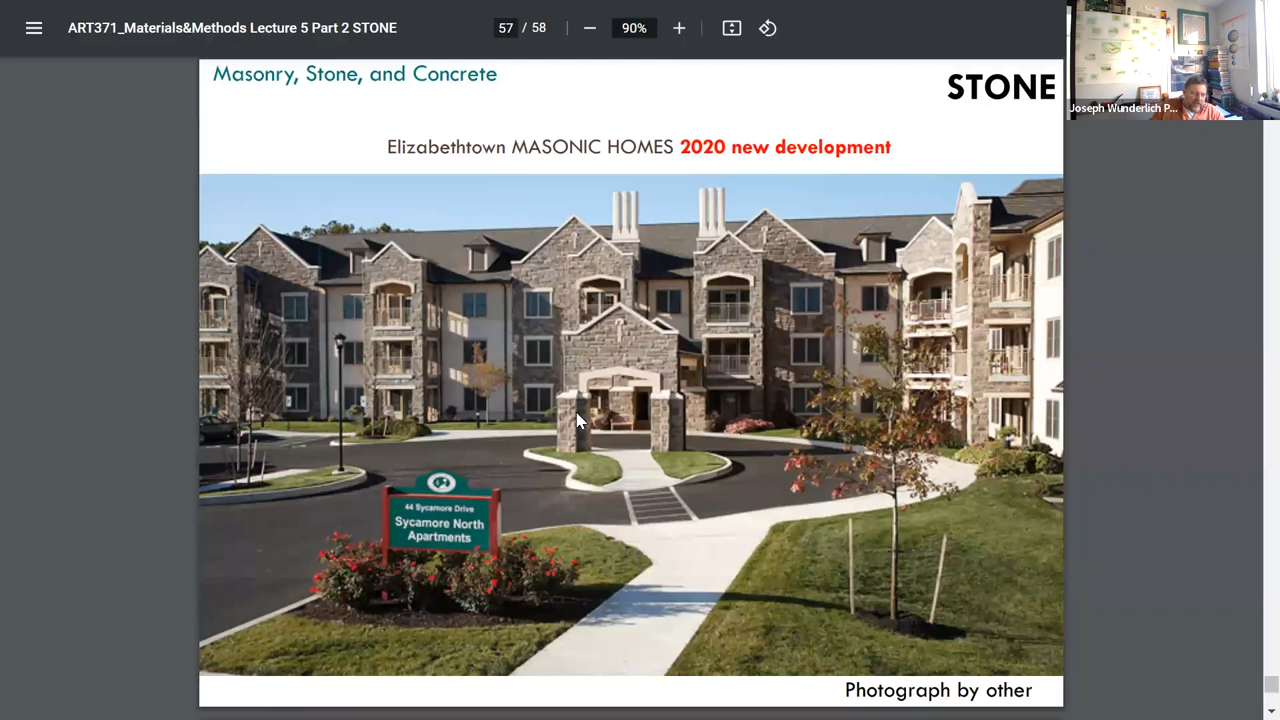 ART371_Materials&Methods Lecture 5 Part 2 STONE
57 / 58
90%
Joseph Wunderlich P...
Masonry, Stone, and Concrete
STONE
Elizabethtown MASONIC HOMES 2020 new development
44 Sycamore Drive
Sycamore North
Apartments
Photograph by other